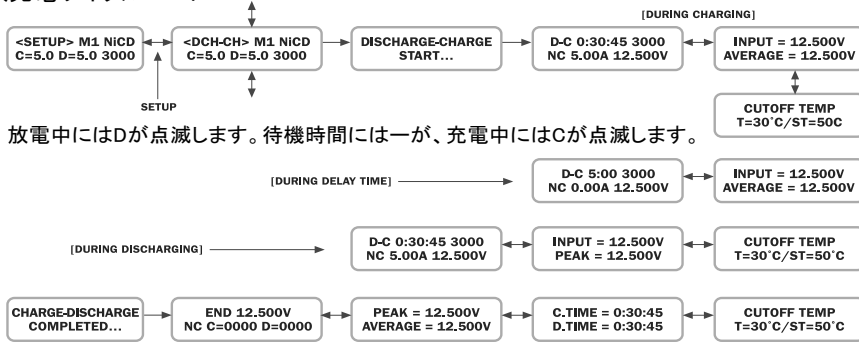 [DURING CHARGING]
<SETUP> M1 NiCD
C=5.0 D=5.0 3000
<DCH-CH> M1 NiCD
C=5.0 D=5.0 3000
DISCHARGE-CHARGE
START...
D-C 0:30:45 3000
NC 5.00A 12.500V
INPUT = 12.500V
AVERAGE = 12.500V
SETUP
CUTOFF TEMP
T=30˚C/ST=50C
放電中にはDが点滅します。待機時間には一が、充電中にはCが点滅します。
[DURING DELAY TIME]
D-C 5:00 3000
NC 0.00A 12.500V
INPUT = 12.500V
AVERAGE = 12.500V
[DURING DISCHARGING]
D-C 0:30:45 3000
NC 5.00A 12.500V
INPUT = 12.500V
PEAK = 12.500V
CUTOFF TEMP
T=30˚C/ST=50˚C
CHARGE-DISCHARGE
COMPLETED...
END 12.500V
NC C=0000 D=0000
PEAK = 12.500V
AVERAGE = 12.500V
C.TIME = 0:30:45
D.TIME = 0:30:45
CUTOFF TEMP
T=30˚C/ST=50˚C